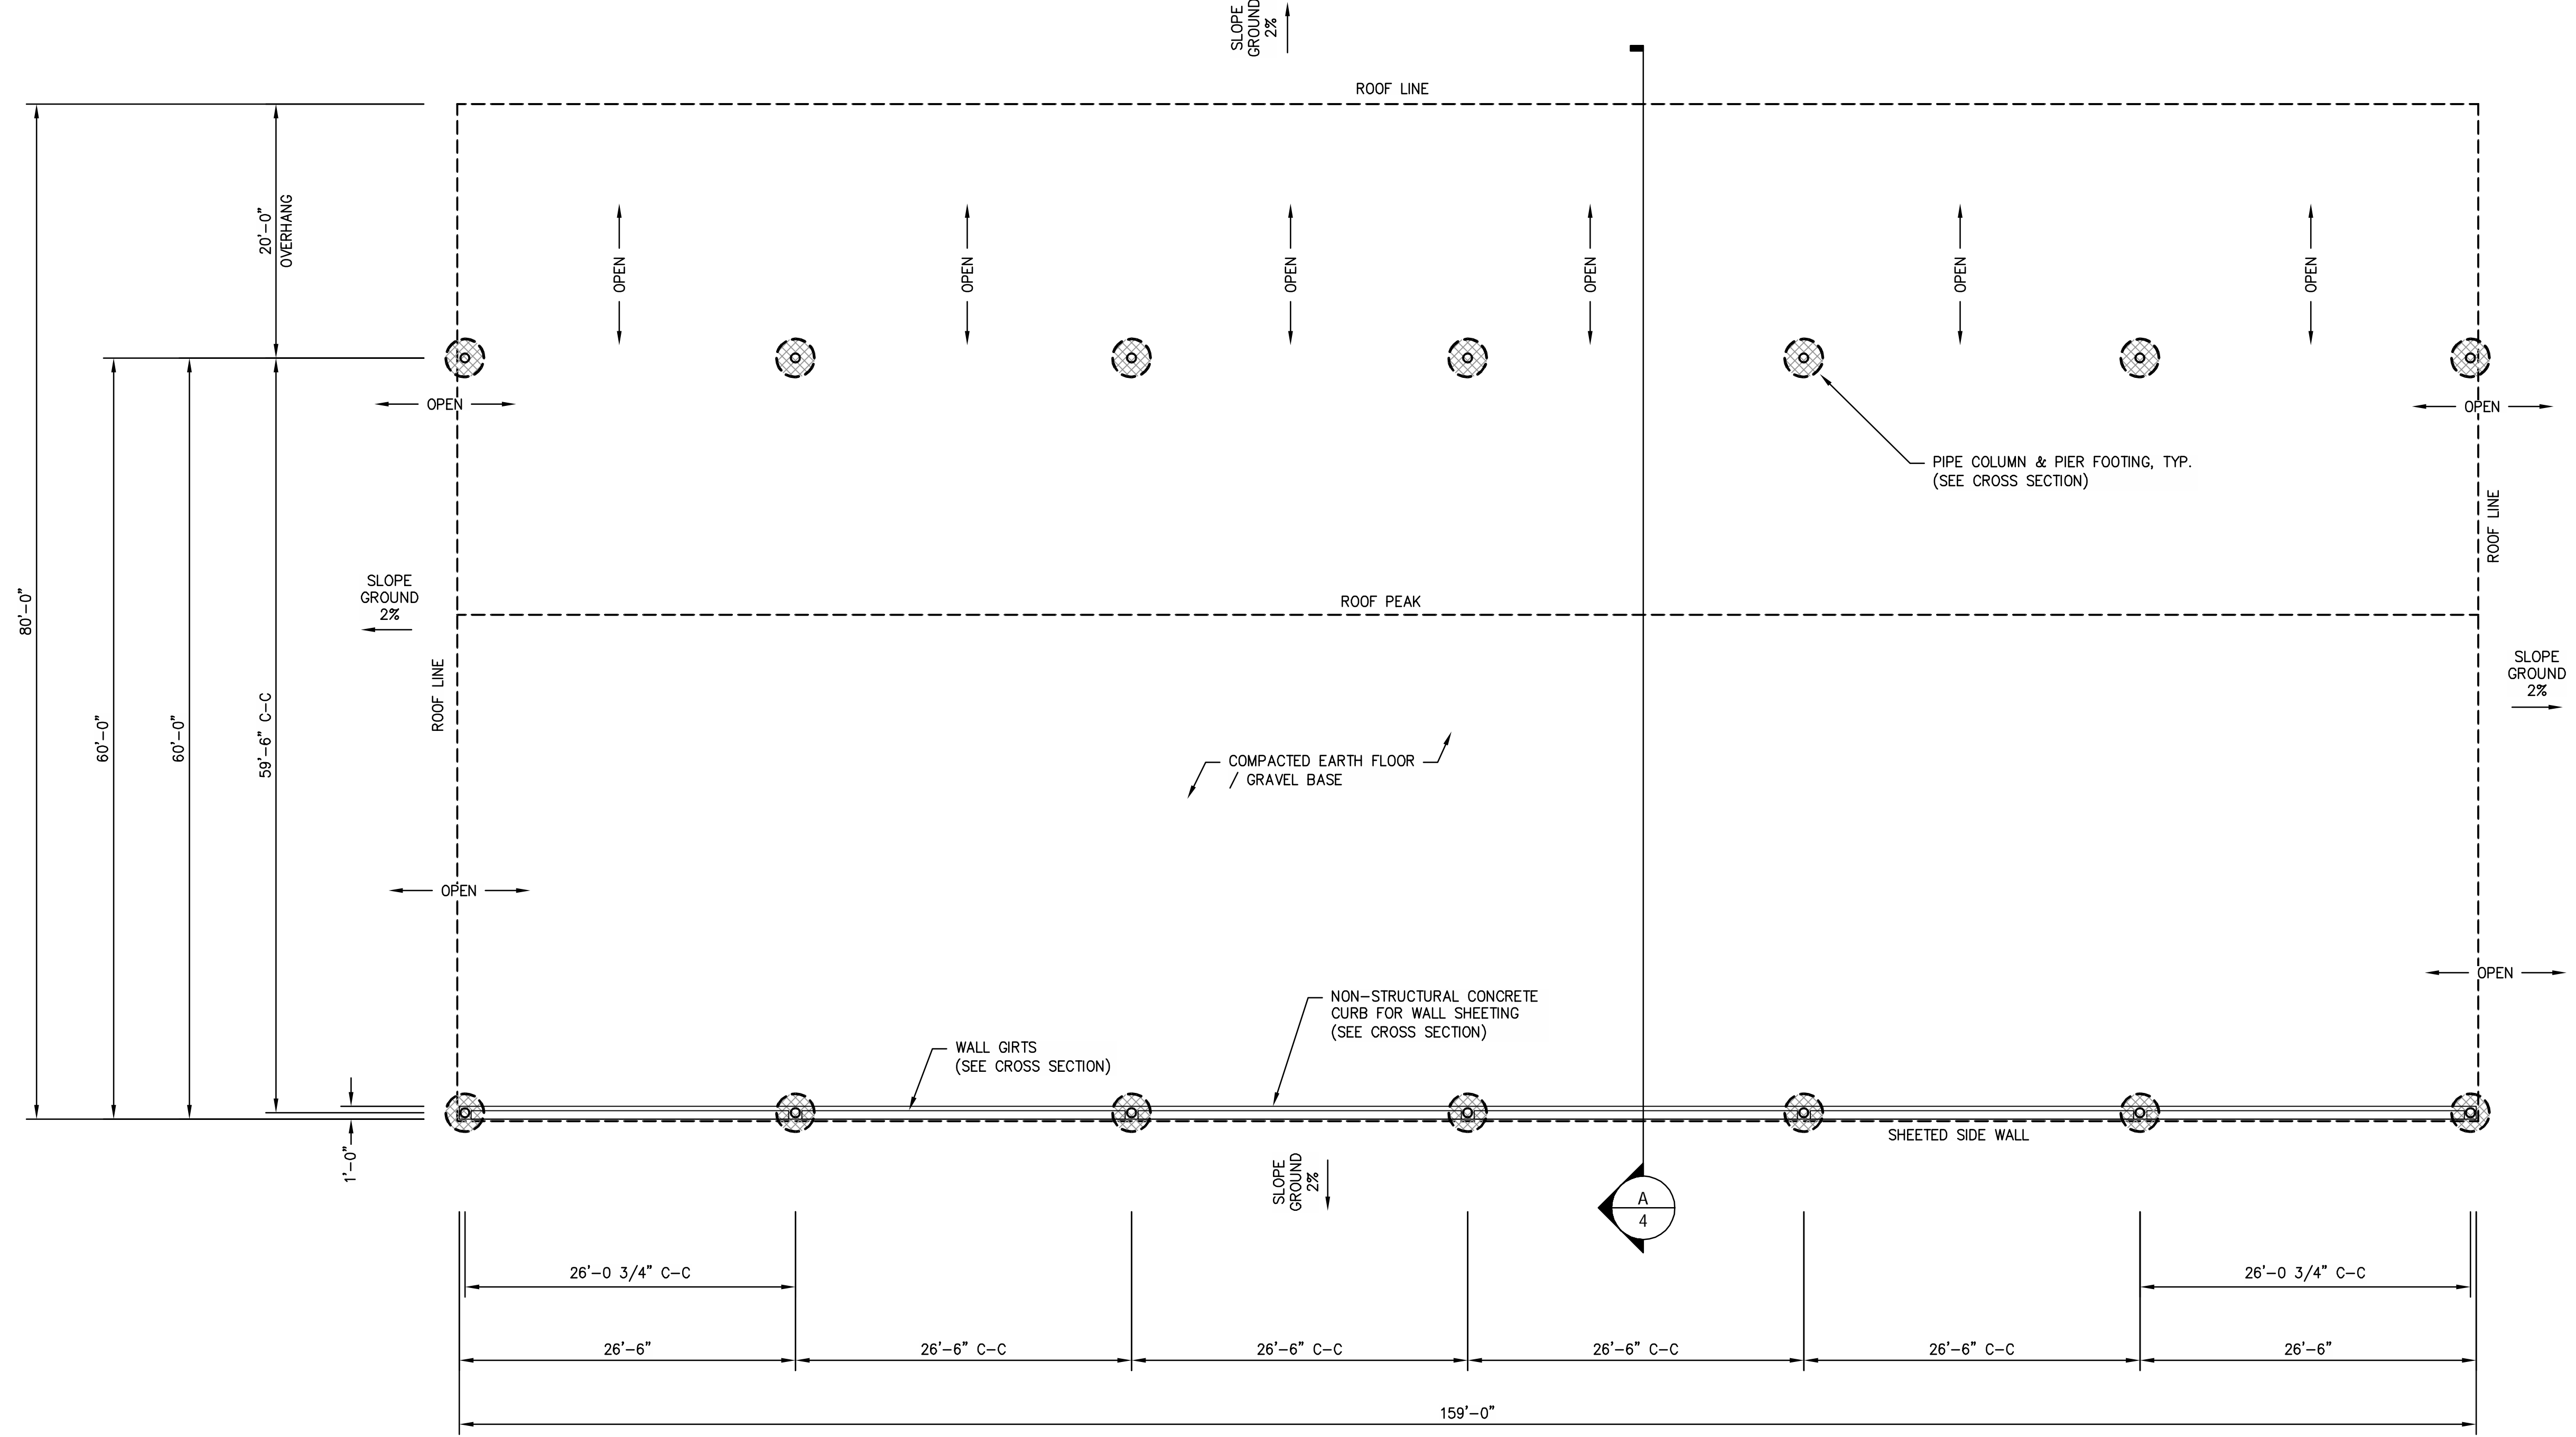 SLOPE
GROUND
2%
ROOF LINE
20'-0"
OVERHANG
OPEN
OPEN
OPEN
OPEN
OPEN
OPEN
OPEN
OPEN
PIPE COLUMN & PIER FOOTING, TYP.
(SEE CROSS SECTION)
ROOF LINE
SLOPE
GROUND
2%
80'-0"
ROOF PEAK
ROOF LINE
SLOPE
GROUND
2%
60'-0"
60'-0"
59'-6" C-C
COMPACTED EARTH FLOOR
/ GRAVEL BASE
OPEN
OPEN
NON-STRUCTURAL CONCRETE
CURB FOR WALL SHEETING
(SEE CROSS SECTION)
WALL GIRTS
(SEE CROSS SECTION)
SHEETED SIDE WALL
1'-0"
SLOPE
GROUND
2%
A
4
26'-0 3/4" C-C
26'-0 3/4" C-C
26'-6"
26'-6" C-C
26'-6" C-C
26'-6" C-C
26'-6" C-C
26'-6"
159'-0"